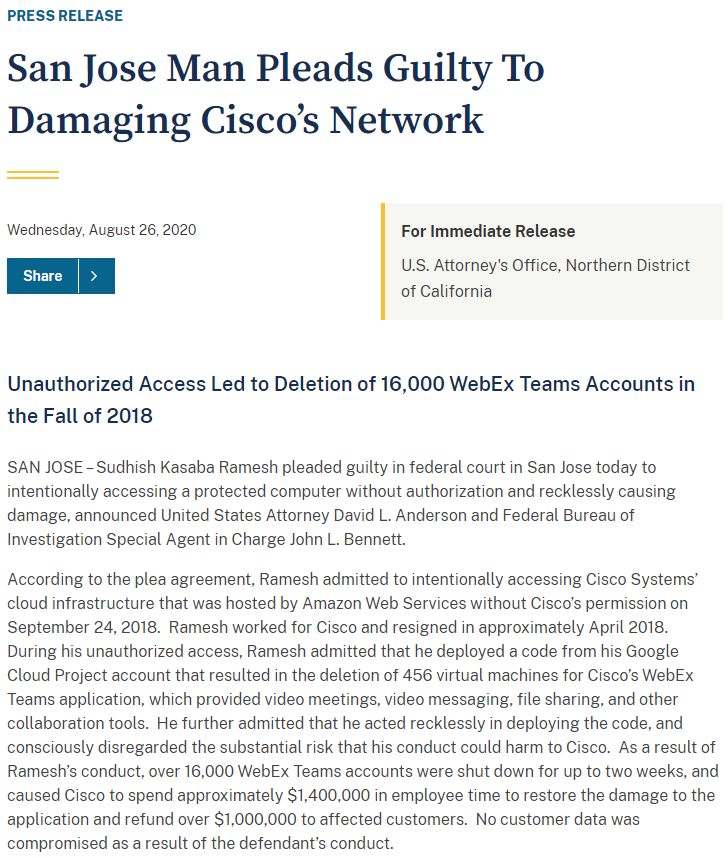 PRESS RELEASE
San Jose Man Pleads Guilty To
Damaging Cisco’s Network
Wednesday, August 26, 2020
Share
For Immediate Release
U.S. Attorney's Office, Northern District
of California
Unauthorized Access Led to Deletion of 16,000 WebEx Teams Accounts in
the Fall of 2018
SAN JOSE – Sudhish Kasaba Ramesh pleaded guilty in federal court in San Jose today to
intentionally accessing a protected computer without authorization and recklessly causing
damage, announced United States Attorney David L. Anderson and Federal Bureau of
Investigation Special Agent in Charge John L. Bennett.
According to the plea agreement, Ramesh admitted to intentionally accessing Cisco Systems’
cloud infrastructure that was hosted by Amazon Web Services without Cisco’s permission on
September 24, 2018.  Ramesh worked for Cisco and resigned in approximately April 2018.
During his unauthorized access, Ramesh admitted that he deployed a code from his Google
Cloud Project account that resulted in the deletion of 456 virtual machines for Cisco’s WebEx
Teams application, which provided video meetings, video messaging, file sharing, and other
collaboration tools.  He further admitted that he acted recklessly in deploying the code, and
consciously disregarded the substantial risk that his conduct could harm to Cisco.  As a result of
Ramesh’s conduct, over 16,000 WebEx Teams accounts were shut down for up to two weeks, and
caused Cisco to spend approximately $1,400,000 in employee time to restore the damage to the
application and refund over $1,000,000 to affected customers.  No customer data was
compromised as a result of the defendant’s conduct.